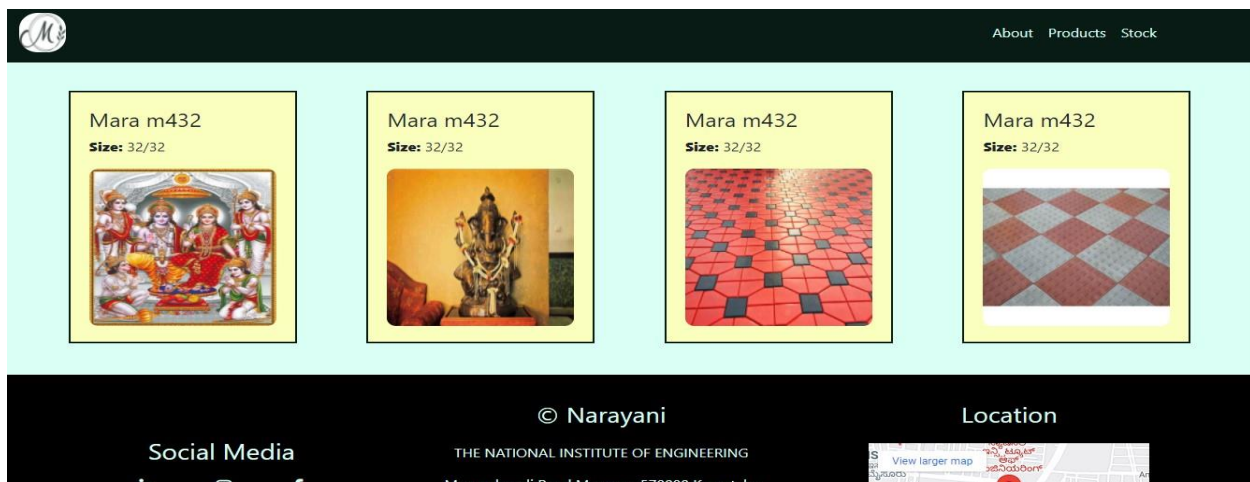 M
About Products Stock
Mara m432
Size: 32/32
Mara m432
Size: 32/32
Mara m432
Size: 32/32
Mara m432
Size: 32/32
Social Media
© Narayani
THE NATIONAL INSTITUTE OF ENGINEERING
Location
View larger map